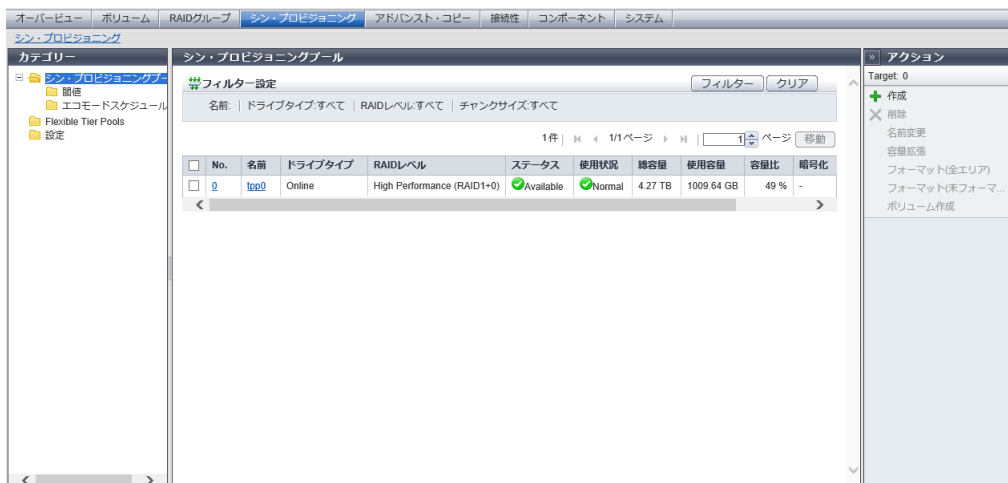 オーバービュー ボリューム RAIDグループ シン・プロビジョニング アドバンスト・コピー 接続性 コンポーネント システム
シン・プロビジョニング
カテゴリー
シン・プロビジョニングプー
閾値
エコモードスケジュール
Flexible Tier Pools
設定
シン・プロビジョニングプール
フィルター設定 フィルター クリア
名前: | ドライブタイプ:すべて | RAIDレベル:すべて | チャンクサイズ:すべて
1件 | 1/1ページ | 1 ページ 移動
No. 名前 ドライブタイプ RAIDレベル ステータス 使用状況 総容量 使用容量 容量比 暗号化
0 tpp0 Online High Performance (RAID1+0) Available Normal 4.27 TB 1009.64 GB 49 % -
» アクション
Target: 0
作成
削除
名前変更
容量拡張
フォーマット(全エリア)
フォーマット(未フォーマ...
ボリューム作成